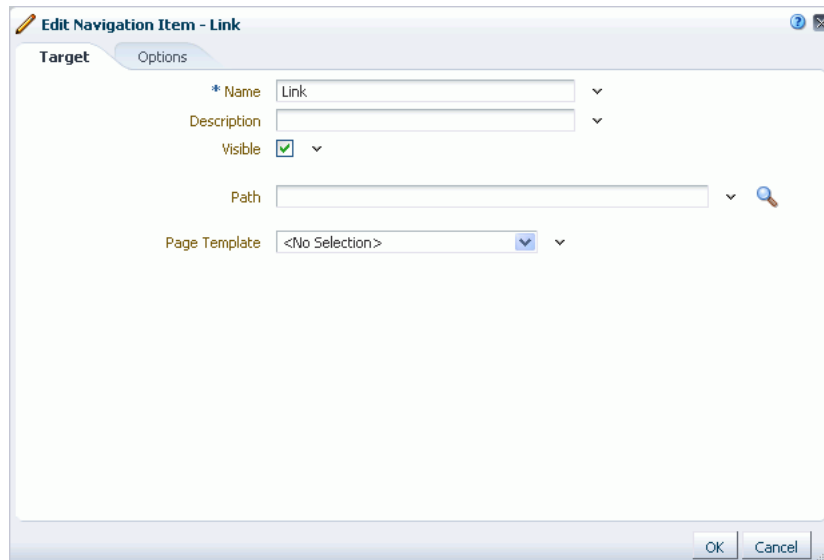 Edit Navigation Item - Link
Target Options
* Name Link
Description
Visible
Path
Page Template <No Selection>
OK Cancel